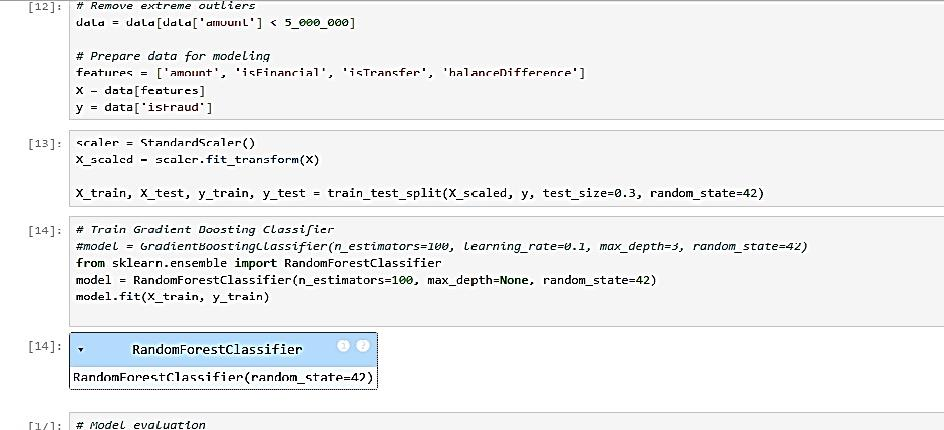 [12]: # Remove extreme outliers
data = data[data['amount'] < 5_000_000]
# Prepare data for modeling
features = ['amount', 'isFinancial', 'isTransfer', 'balanceDifference']
X = data[features]
y = data['isFraud']
[13]: scaler = StandardScaler()
X_scaled = scaler.fit_transform(X)
X_train, X_test, y_train, y_test = train_test_split(X_scaled, y, test_size=0.3, random_state=42)
[14]: # Train Gradient Boosting Classifier
#model = GradientBoostingClassifier(n_estimators=100, learning_rate=0.1, max_depth=3, random_state=42)
from sklearn.ensemble import RandomForestClassifier
model = RandomForestClassifier(n_estimators=100, max_depth=None, random_state=42)
model.fit(X_train, y_train)
[14]: RandomForestClassifier
RandomForestClassifier(random_state=42)
[17]: # Model evaluation